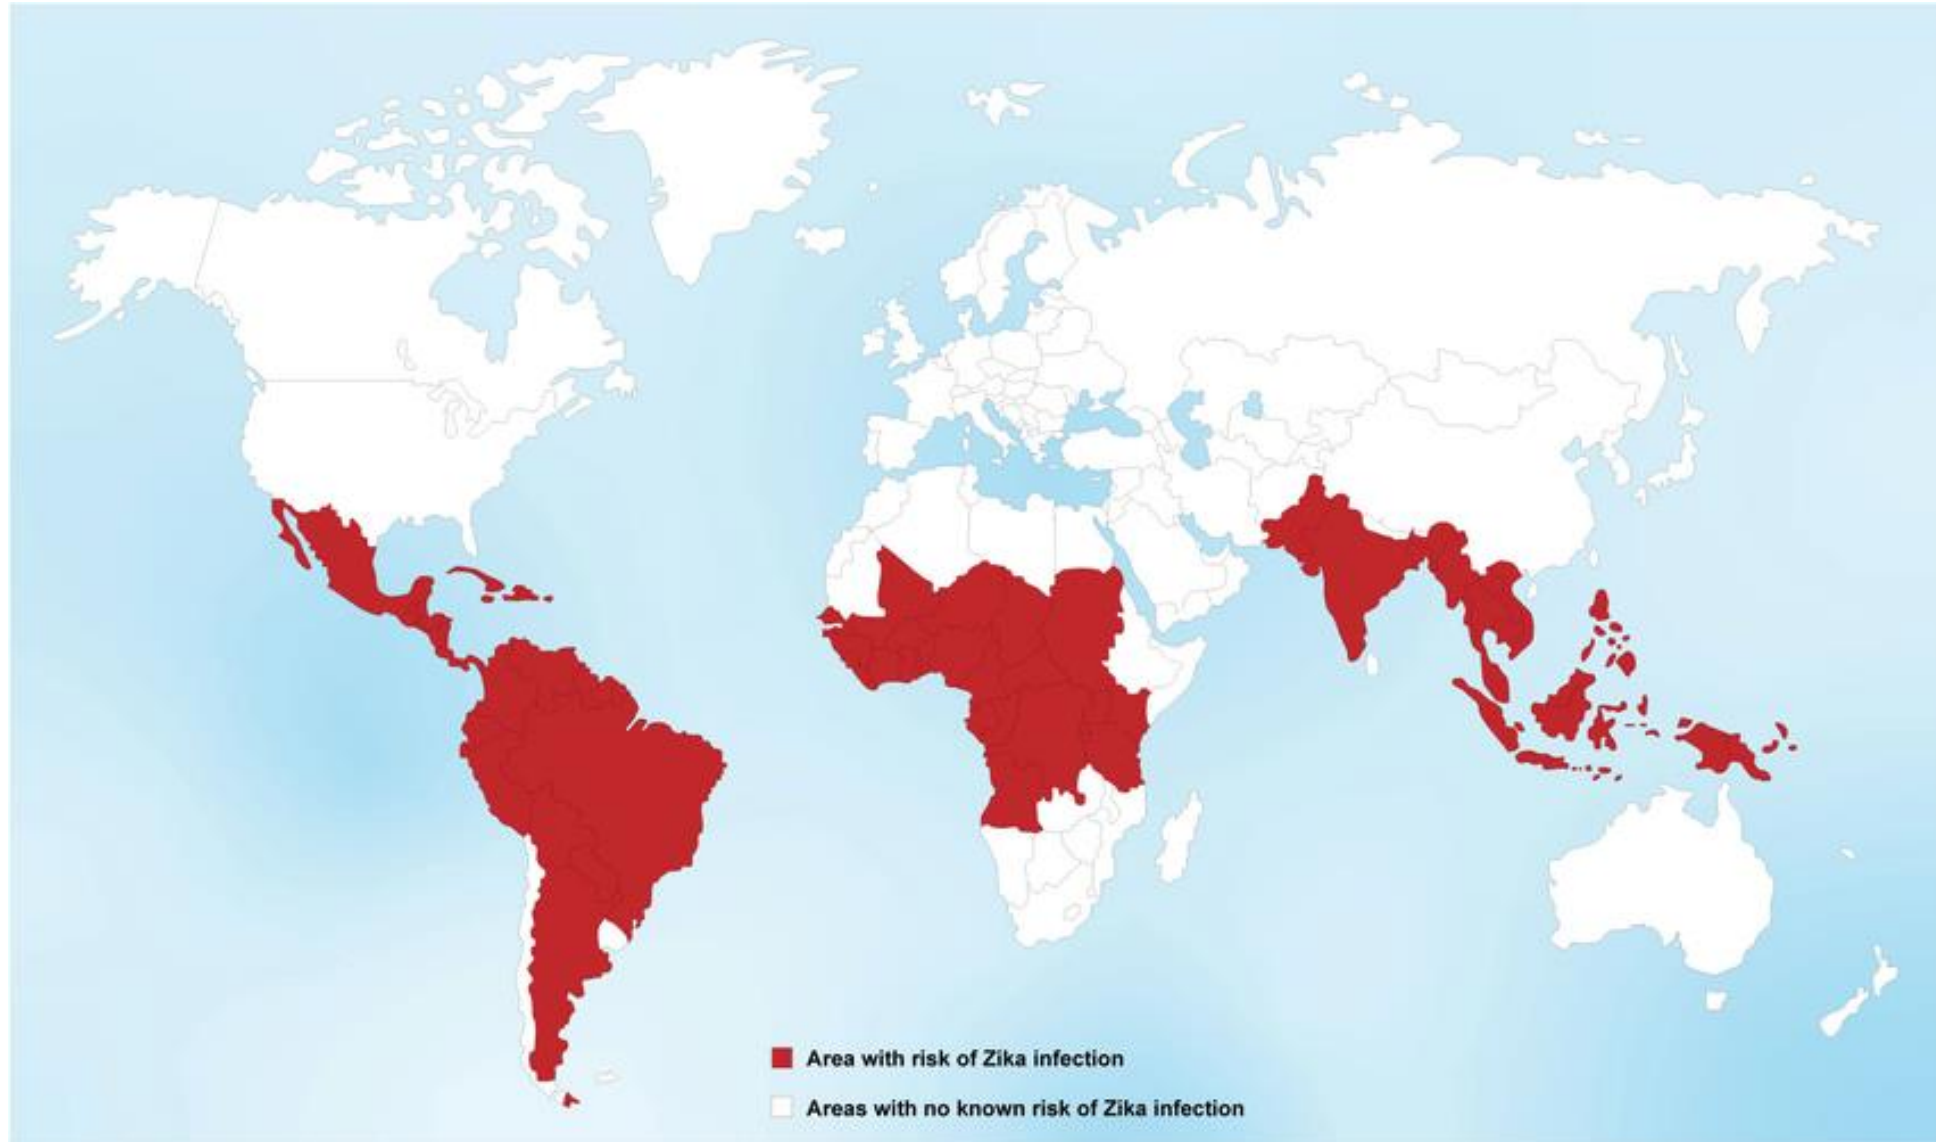 Area with risk of Zika infection
Areas with no known risk of Zika infection